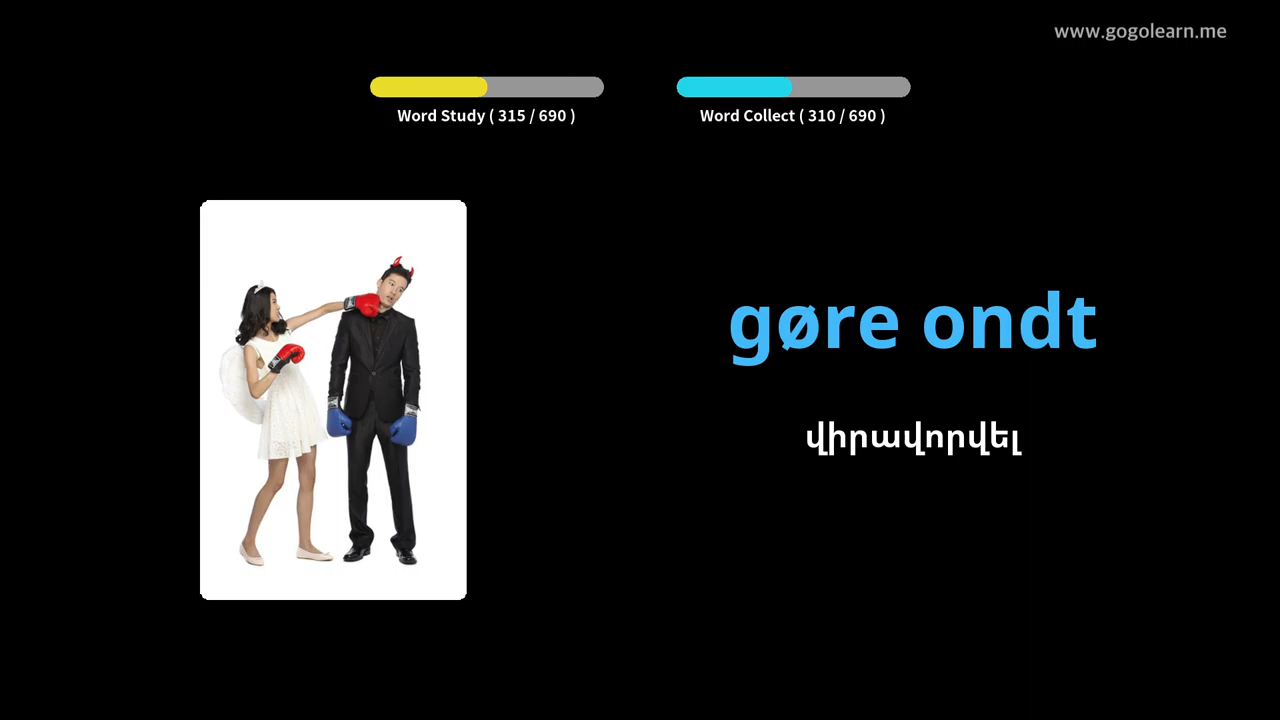 www.gogolearn.me
Word Study ( 315 / 690 )
Word Collect ( 310 / 690 )
gøre ondt
վիրավորվել